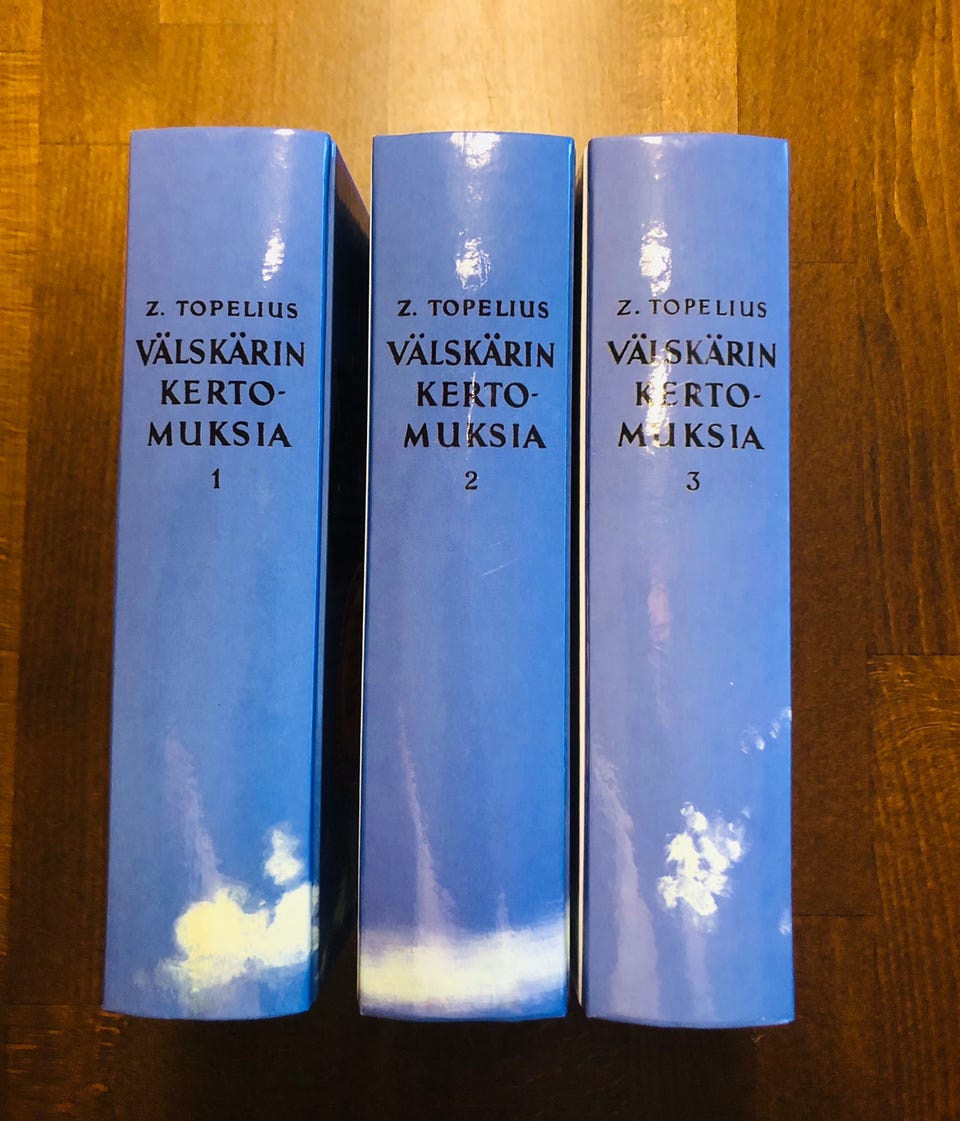 Z. TOPELIUS
VÄLSKÄRIN
KERTO-
MUKSIA
1
Z. TOPELIUS
VÄLSKÄRIN
KERTO-
MUKSIA
2
Z. TOPELIUS
VÄLSKÄRIN
KERTO-
MUKSIA
3